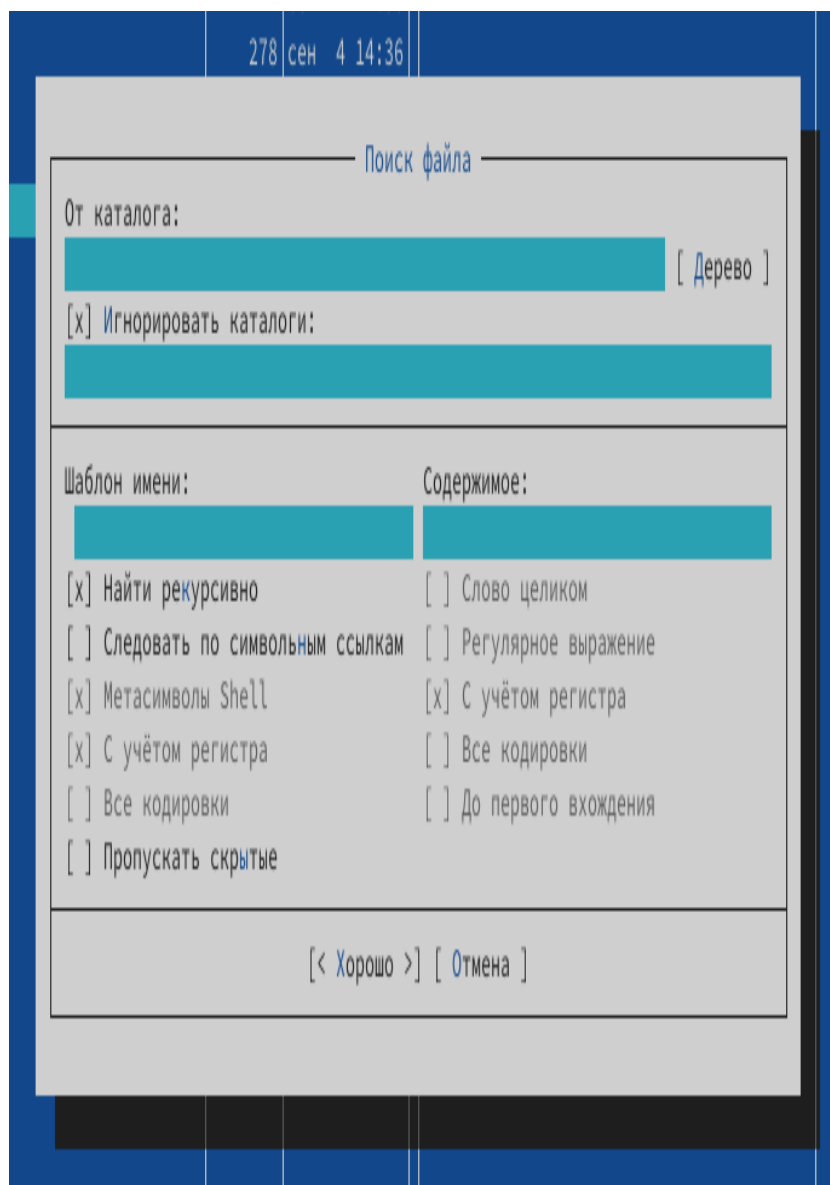 278 сен 4 14:36
Поиск файла
От каталога:
[ Дерево ]
[x] Игнорировать каталоги:
Шаблон имени: Содержимое:
[x] Найти рекурсивно [ ] Слово целиком
[ ] Следовать по символьным ссылкам [ ] Регулярное выражение
[x] Метасимволы Shell [x] С учётом регистра
[x] С учётом регистра [ ] Все кодировки
[ ] Все кодировки [ ] До первого вхождения
[ ] Пропускать скрытые
[< Хорошо >] [ Отмена ]